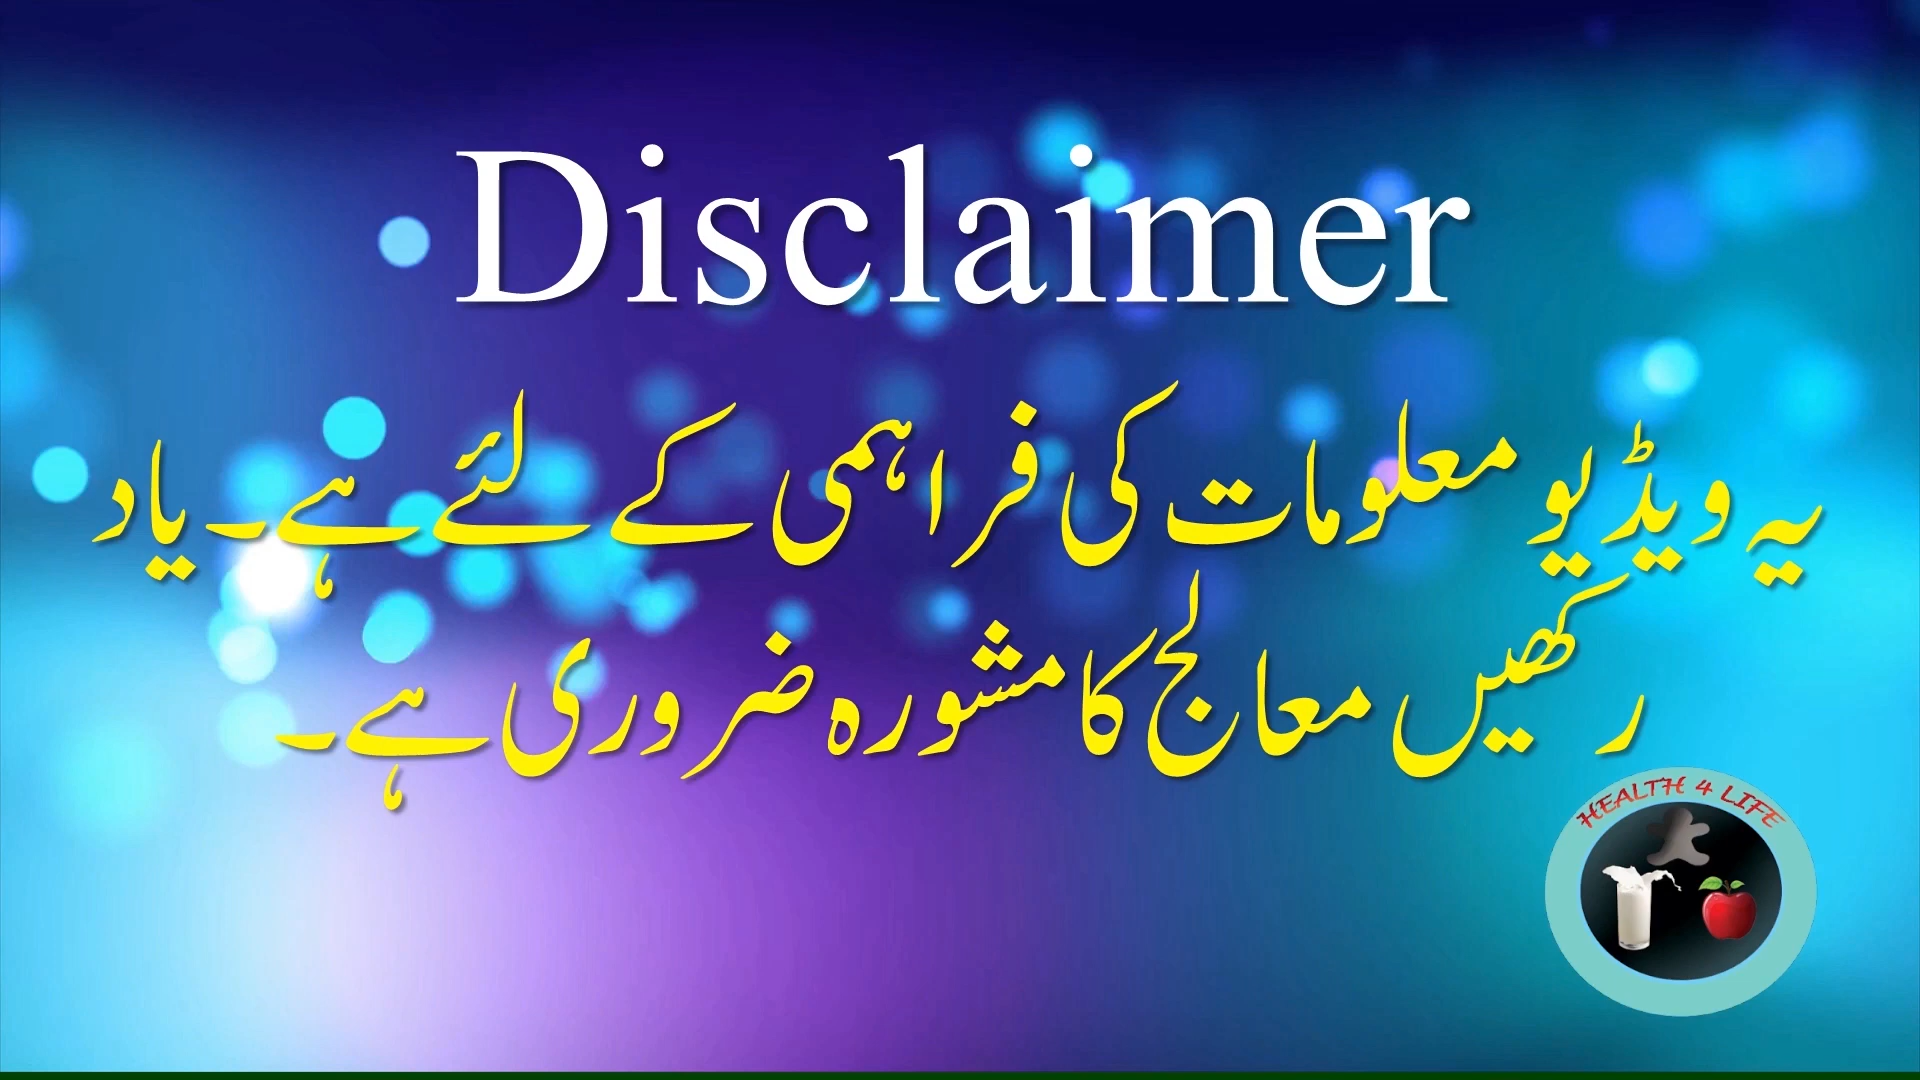 Disclaimer
یہ ویڈیو معلومات کی فراہمی کے لئے ہے۔ یاد
رکھیں معالج کا مشورہ ضروری ہے۔
HEALTH 4 LIFE